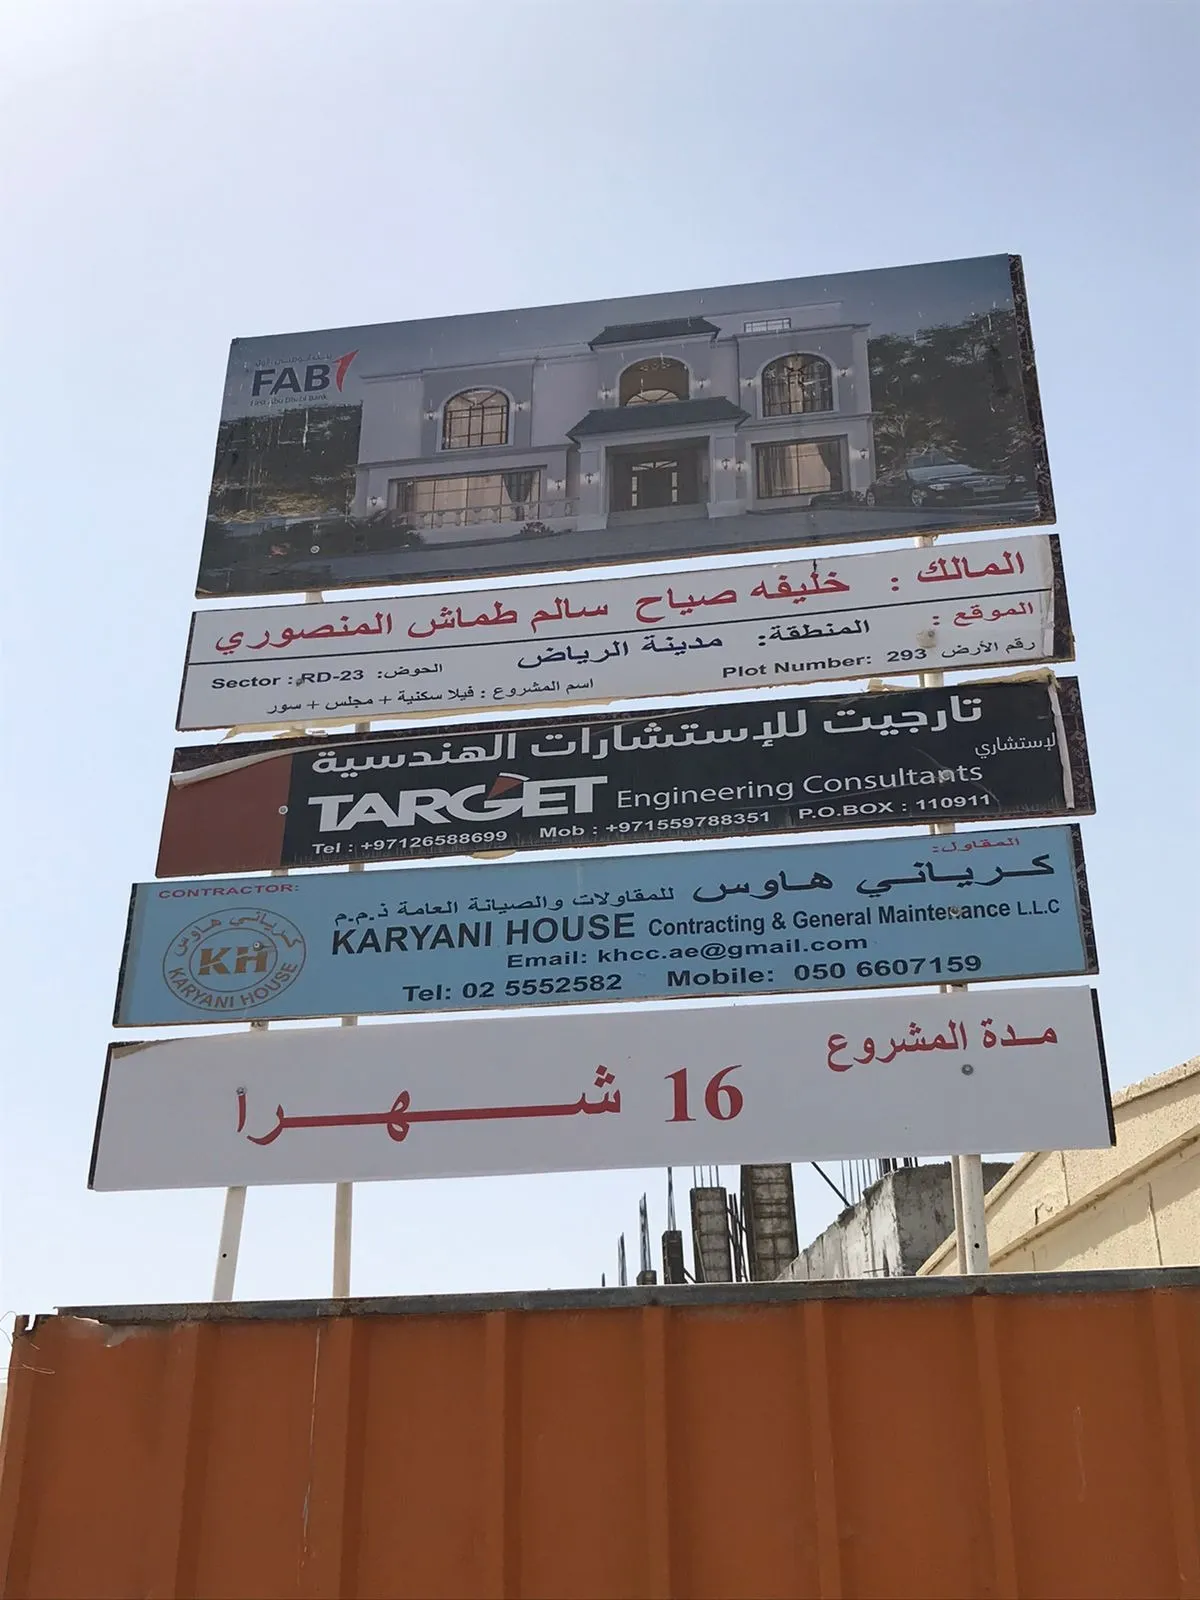 بنك أبوظبي الأول
FAB
First Abu Dhabi Bank
المالك : خليفه صياح سالم طماش المنصوري
الموقع :
المنطقة: مدينة الرياض
رقم الأرض Plot Number: 293
الحوض: Sector : RD-23
اسم المشروع : فيلا سكنية + مجلس + سور
تارجيت للإستشارات الهندسية
لإستشاري
TARGET Engineering Consultants
Tel : +97126588699 Mob : +971559788351 P.O.BOX : 110911
CONTRACTOR:
المقاول:
كرياني هاوس للمقاولات والصيانة العامة ذ.م.م
كرياني هاوس
KH
KARYANI HOUSE
KARYANI HOUSE Contracting & General Maintenance L.L.C
Email: khcc.ae@gmail.com
Tel: 02 5552582 Mobile: 050 6607159
مدة المشروع
16 شهراً